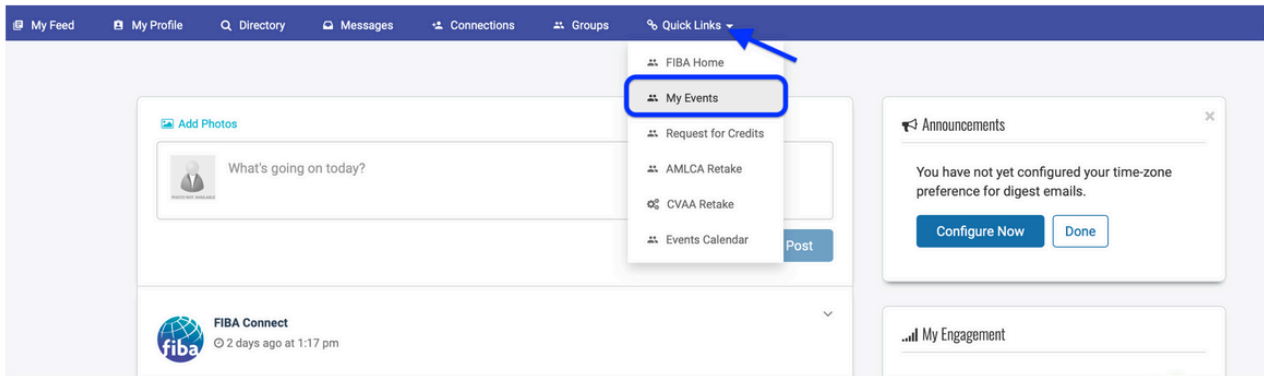 My Feed
My Profile
Directory
Messages
Connections
Groups
Quick Links
FIBA Home
My Events
Request for Credits
AMLCA Retake
CVAA Retake
Events Calendar
Add Photos
What's going on today?
PHOTO NOT AVAILABLE
Post
FIBA Connect
2 days ago at 1:17 pm
fiba
Announcements
You have not yet configured your time-zone
preference for digest emails.
Configure Now
Done
My Engagement